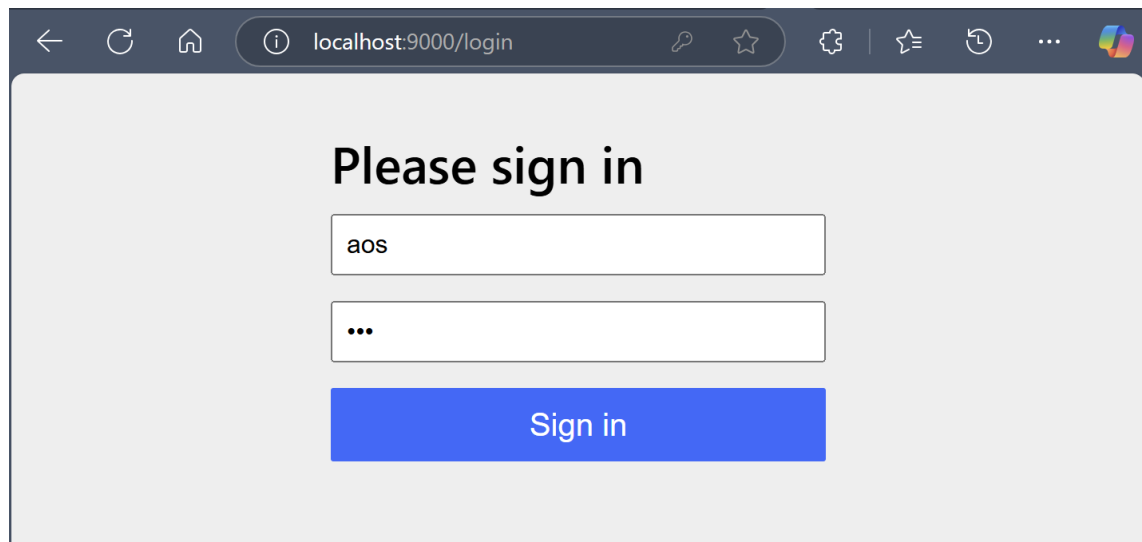 localhost:9000/login
Please sign in
aos
•••
Sign in